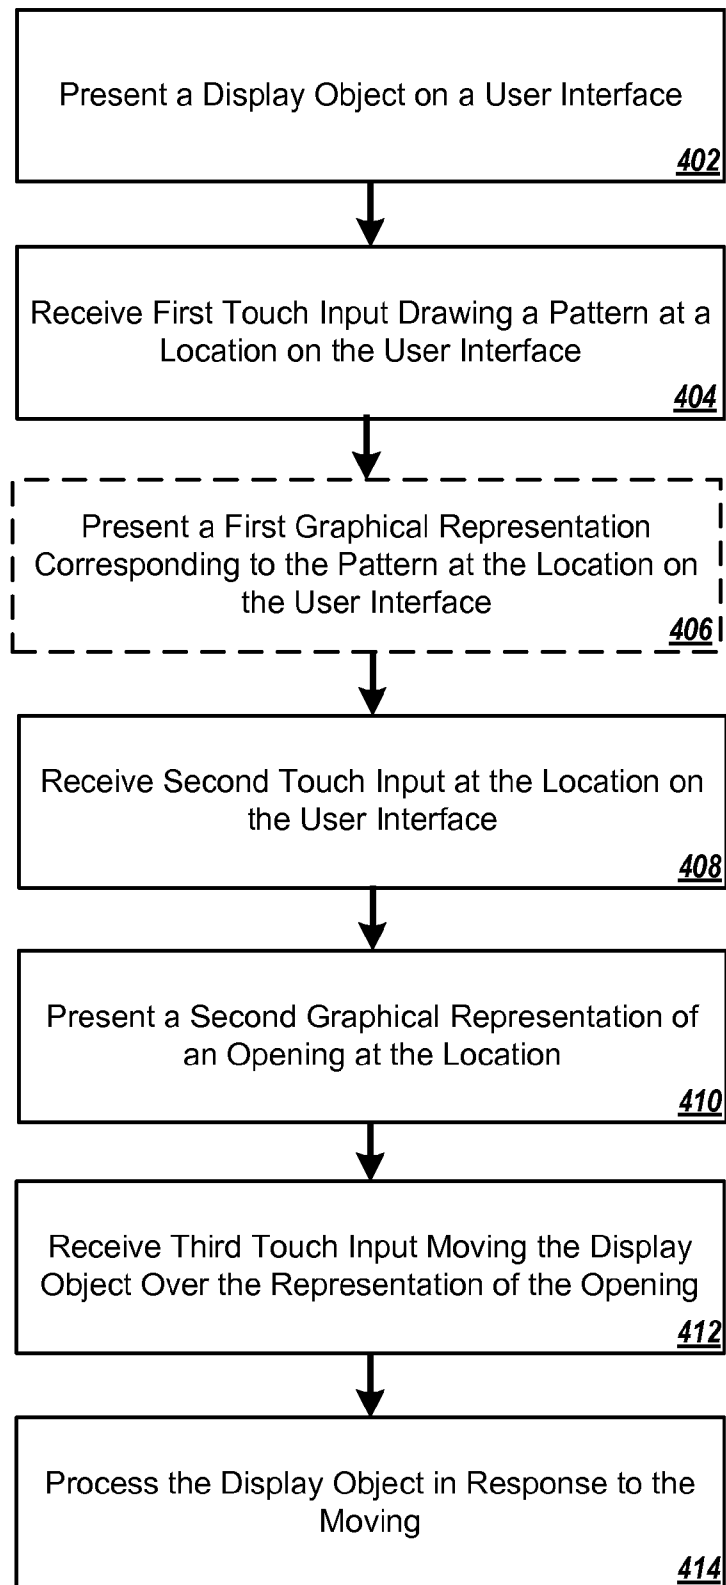 Present a Display Object on a User Interface
402
Receive First Touch Input Drawing a Pattern at a
Location on the User Interface
404
Present a First Graphical Representation
Corresponding to the Pattern at the Location on
the User Interface
406
Receive Second Touch Input at the Location on
the User Interface
408
Present a Second Graphical Representation of
an Opening at the Location
410
Receive Third Touch Input Moving the Display
Object Over the Representation of the Opening
412
Process the Display Object in Response to the
Moving
414